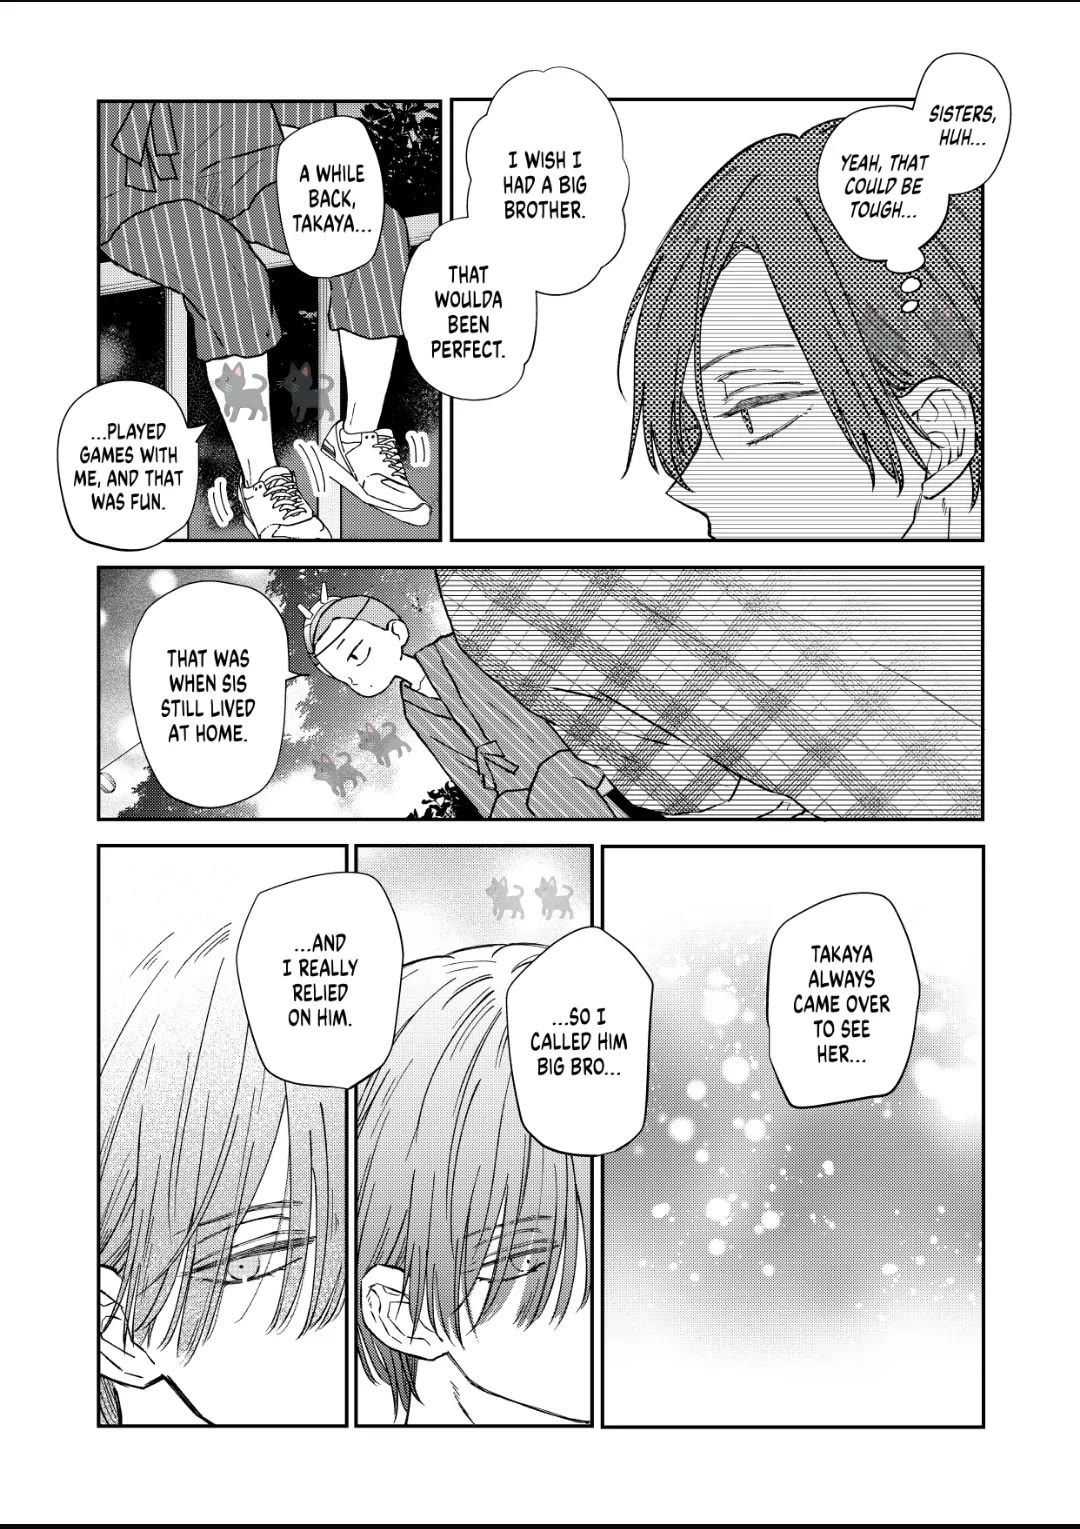 SISTERS,
HUH...
YEAH, THAT
COULD BE
TOUGH...
I WISH I
HAD A BIG
BROTHER.
THAT
WOULDA
BEEN
PERFECT.
A WHILE
BACK,
TAKAYA...
...PLAYED
GAMES WITH
ME, AND THAT
WAS FUN.
THAT WAS
WHEN SIS
STILL LIVED
AT HOME.
TAKAYA
ALWAYS
CAME OVER
TO SEE
HER...
...SO I
CALLED HIM
BIG BRO...
...AND
I REALLY
RELIED
ON HIM.